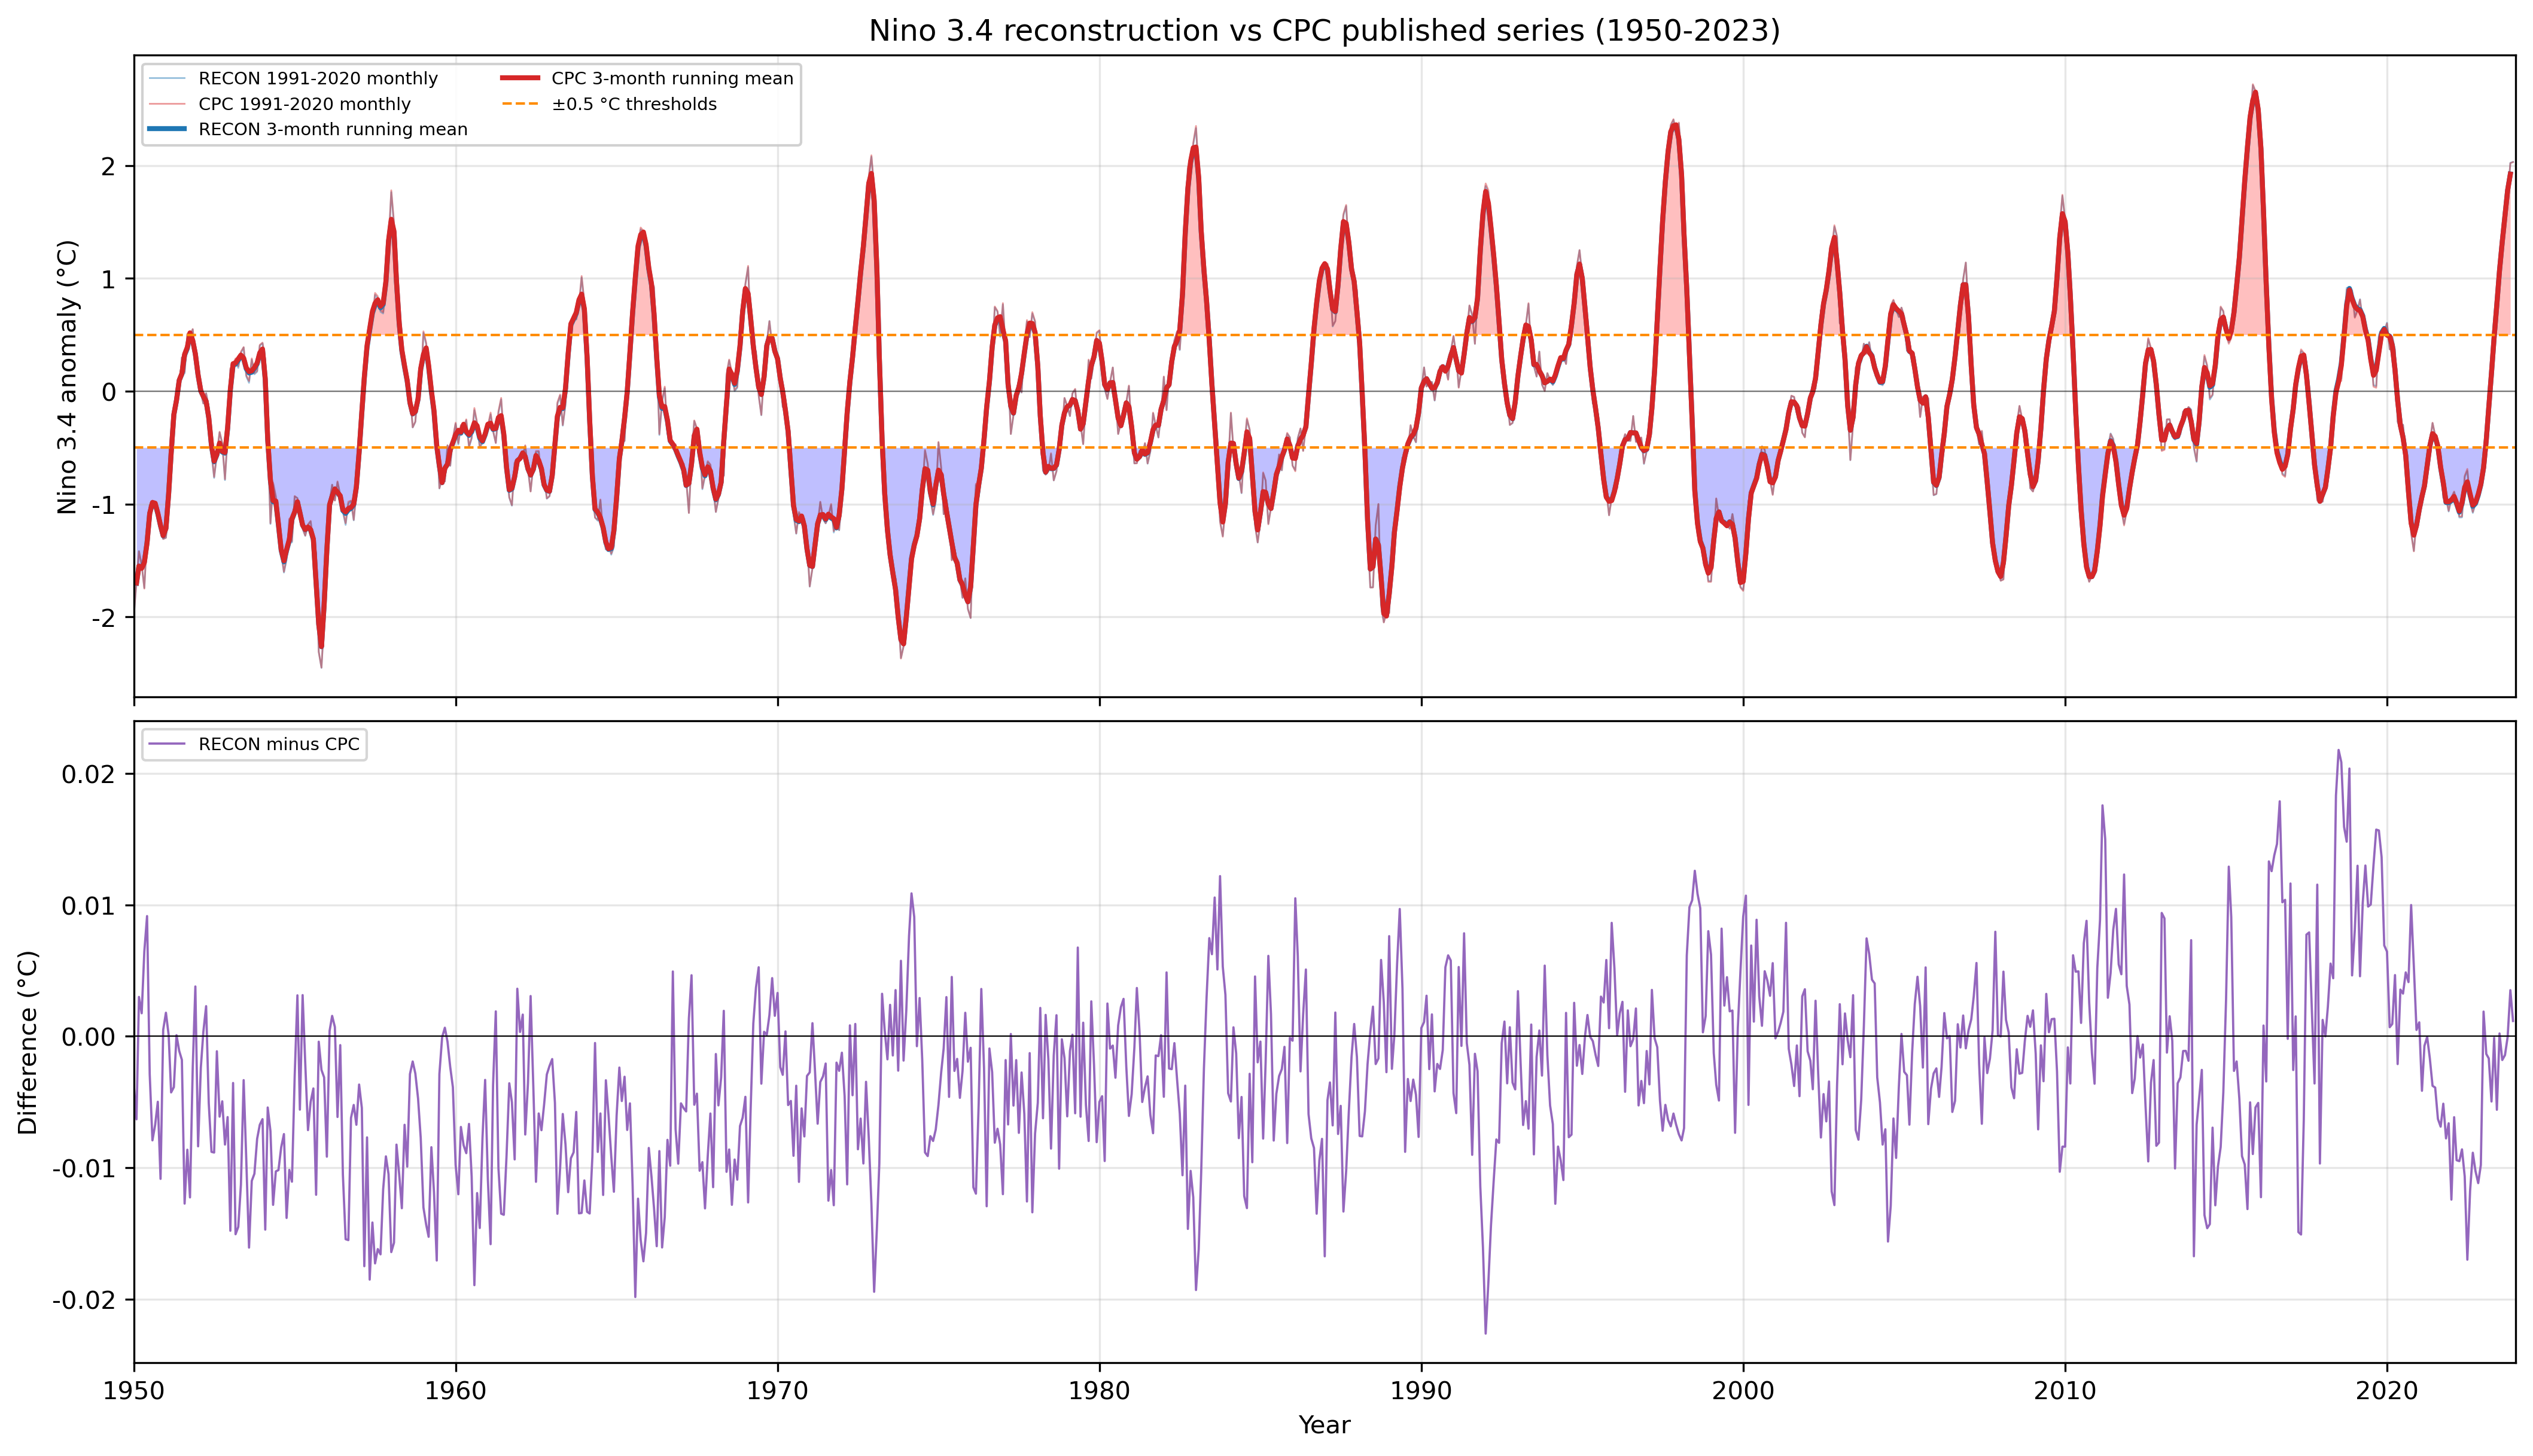 Nino 3.4 reconstruction vs CPC published series (1950-2023)
RECON 1991-2020 monthly
CPC 1991-2020 monthly
RECON 3-month running mean
CPC 3-month running mean
±0.5 °C thresholds
Nino 3.4 anomaly (°C)
2
1
0
-1
-2
RECON minus CPC
Difference (°C)
0.02
0.01
0.00
-0.01
-0.02
1950 1960 1970 1980 1990 2000 2010 2020
Year